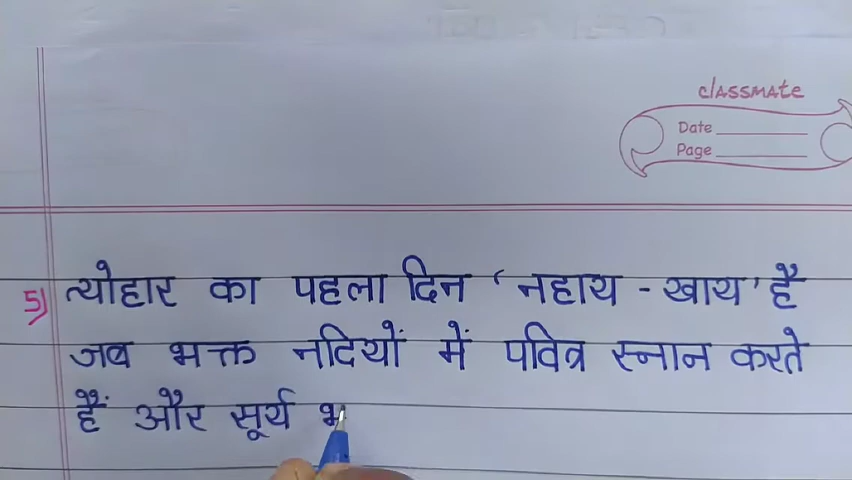 classmate
Date
Page
5) त्योहार का पहला दिन 'नहाय - खाय' है
जब भक्त नदियों में पवित्र स्नान करते
हैं और सूर्य भ